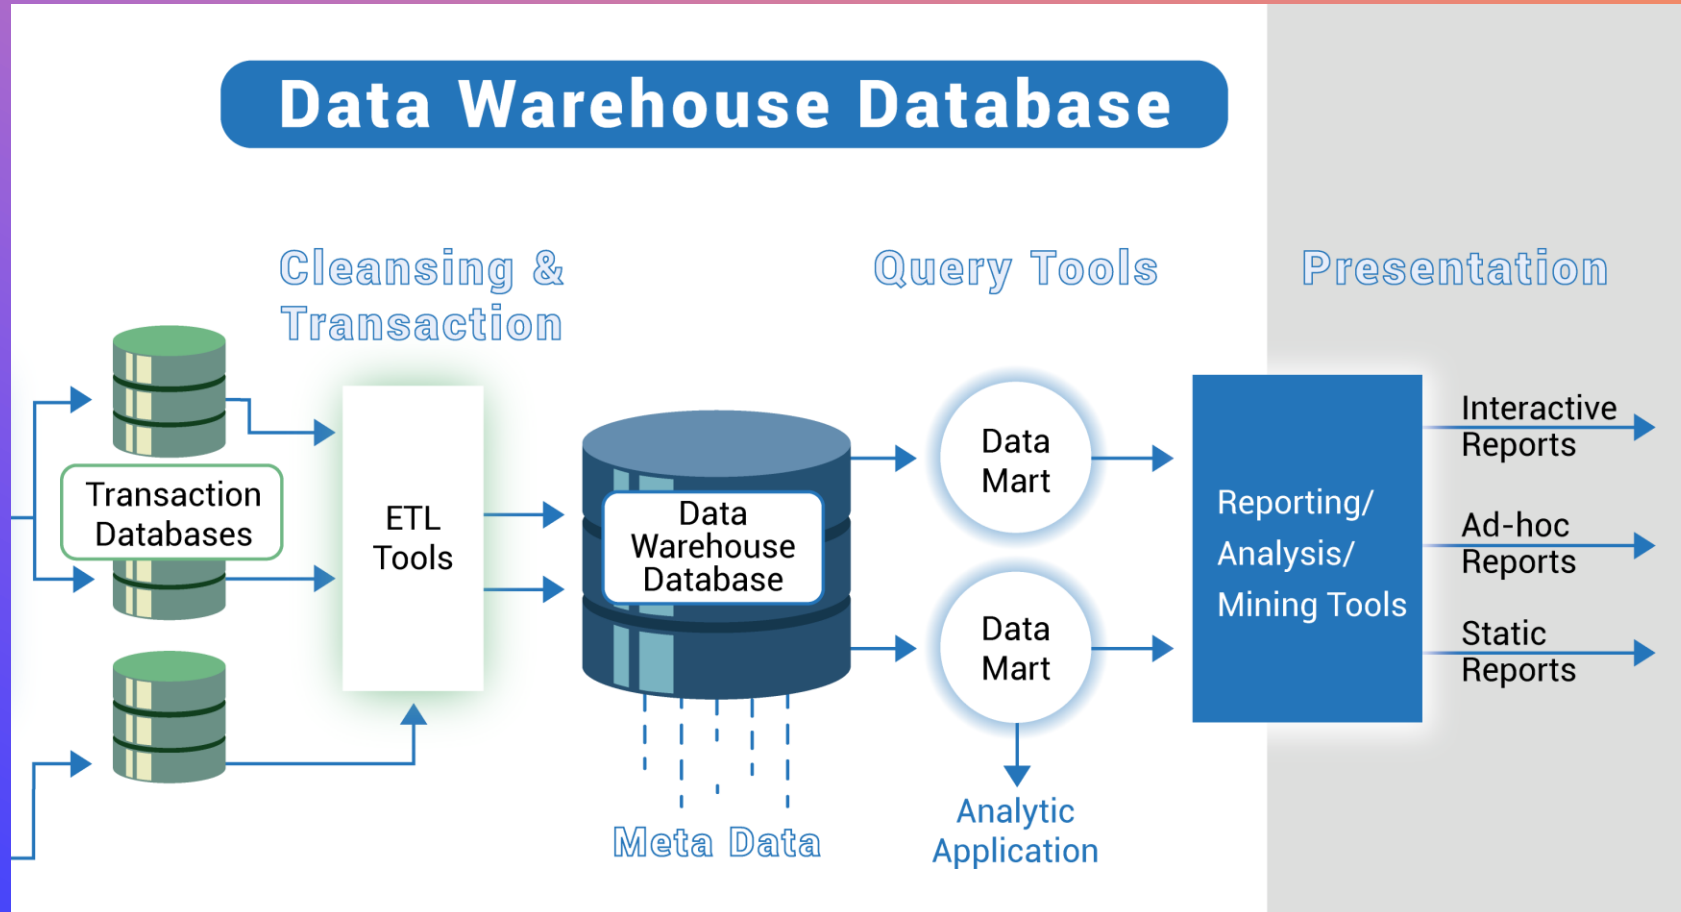 Data Warehouse Database
Cleansing &
Transaction
Query Tools
Presentation
Transaction
Databases
ETL
Tools
Data
Warehouse
Database
Data
Mart
Data
Mart
Reporting/
Analysis/
Mining Tools
Interactive
Reports
Ad-hoc
Reports
Static
Reports
Meta Data
Analytic
Application